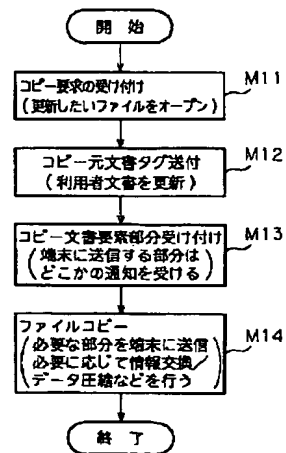 開 始
コピー要求の受け付け
(更新したいファイルをオープン)
M11
コピー元文書タグ送付
(利用者文書を更新)
M12
コピー文書要素部分受け付け
(端末に送信する部分は
どこかの通知を受ける)
M13
ファイルコピー
(必要な部分を端末に送信
必要に応じて情報交換/
データ圧縮などを行う)
M14
終 了